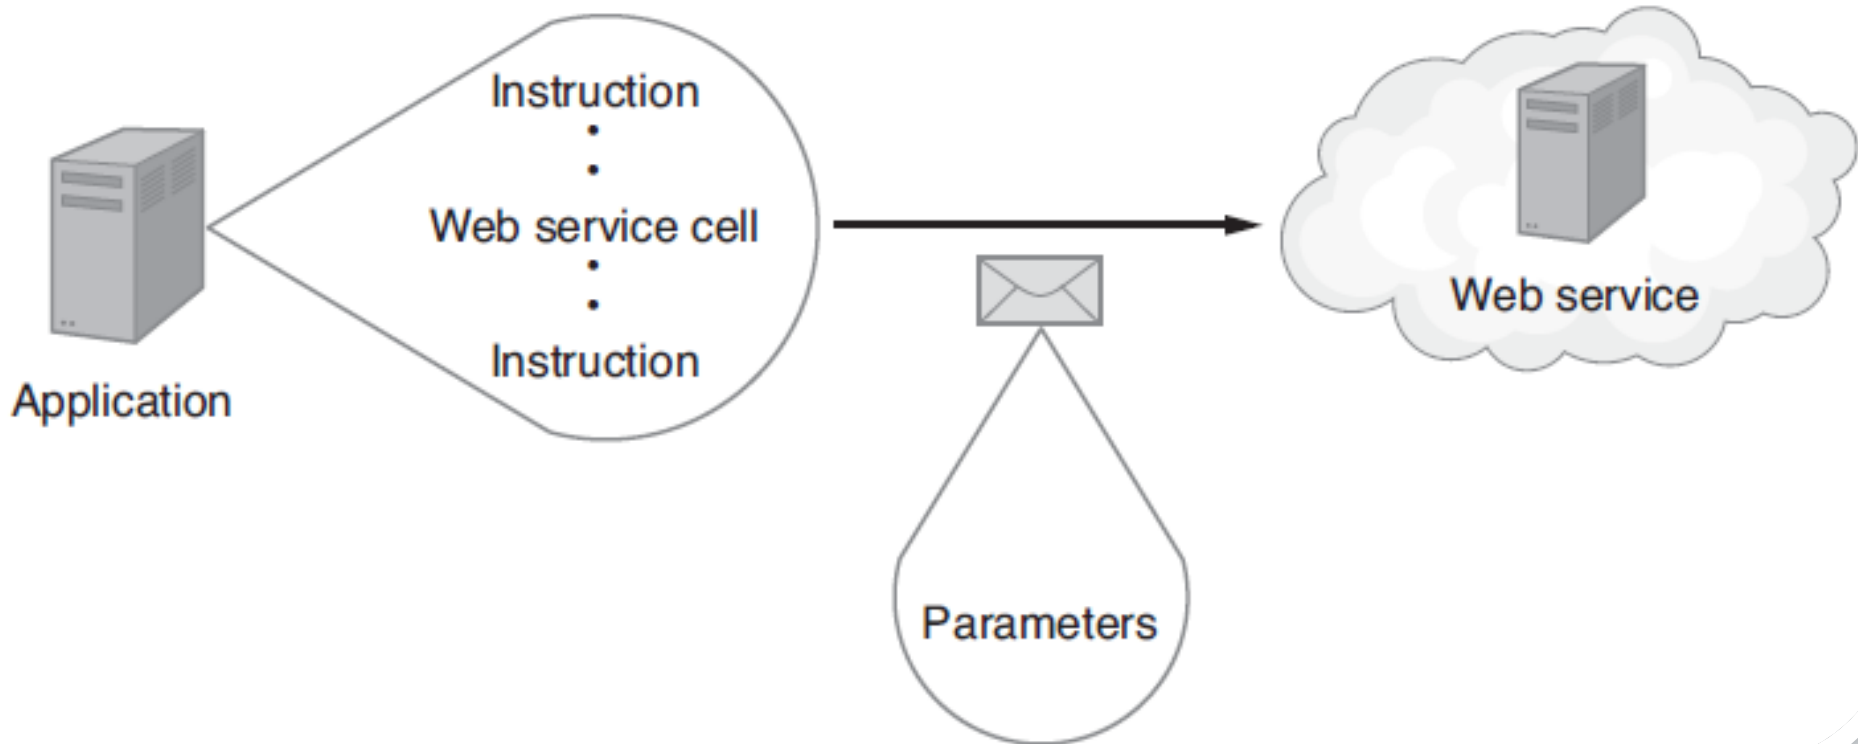 Instruction
Web service cell
Instruction
Application
Parameters
Web service